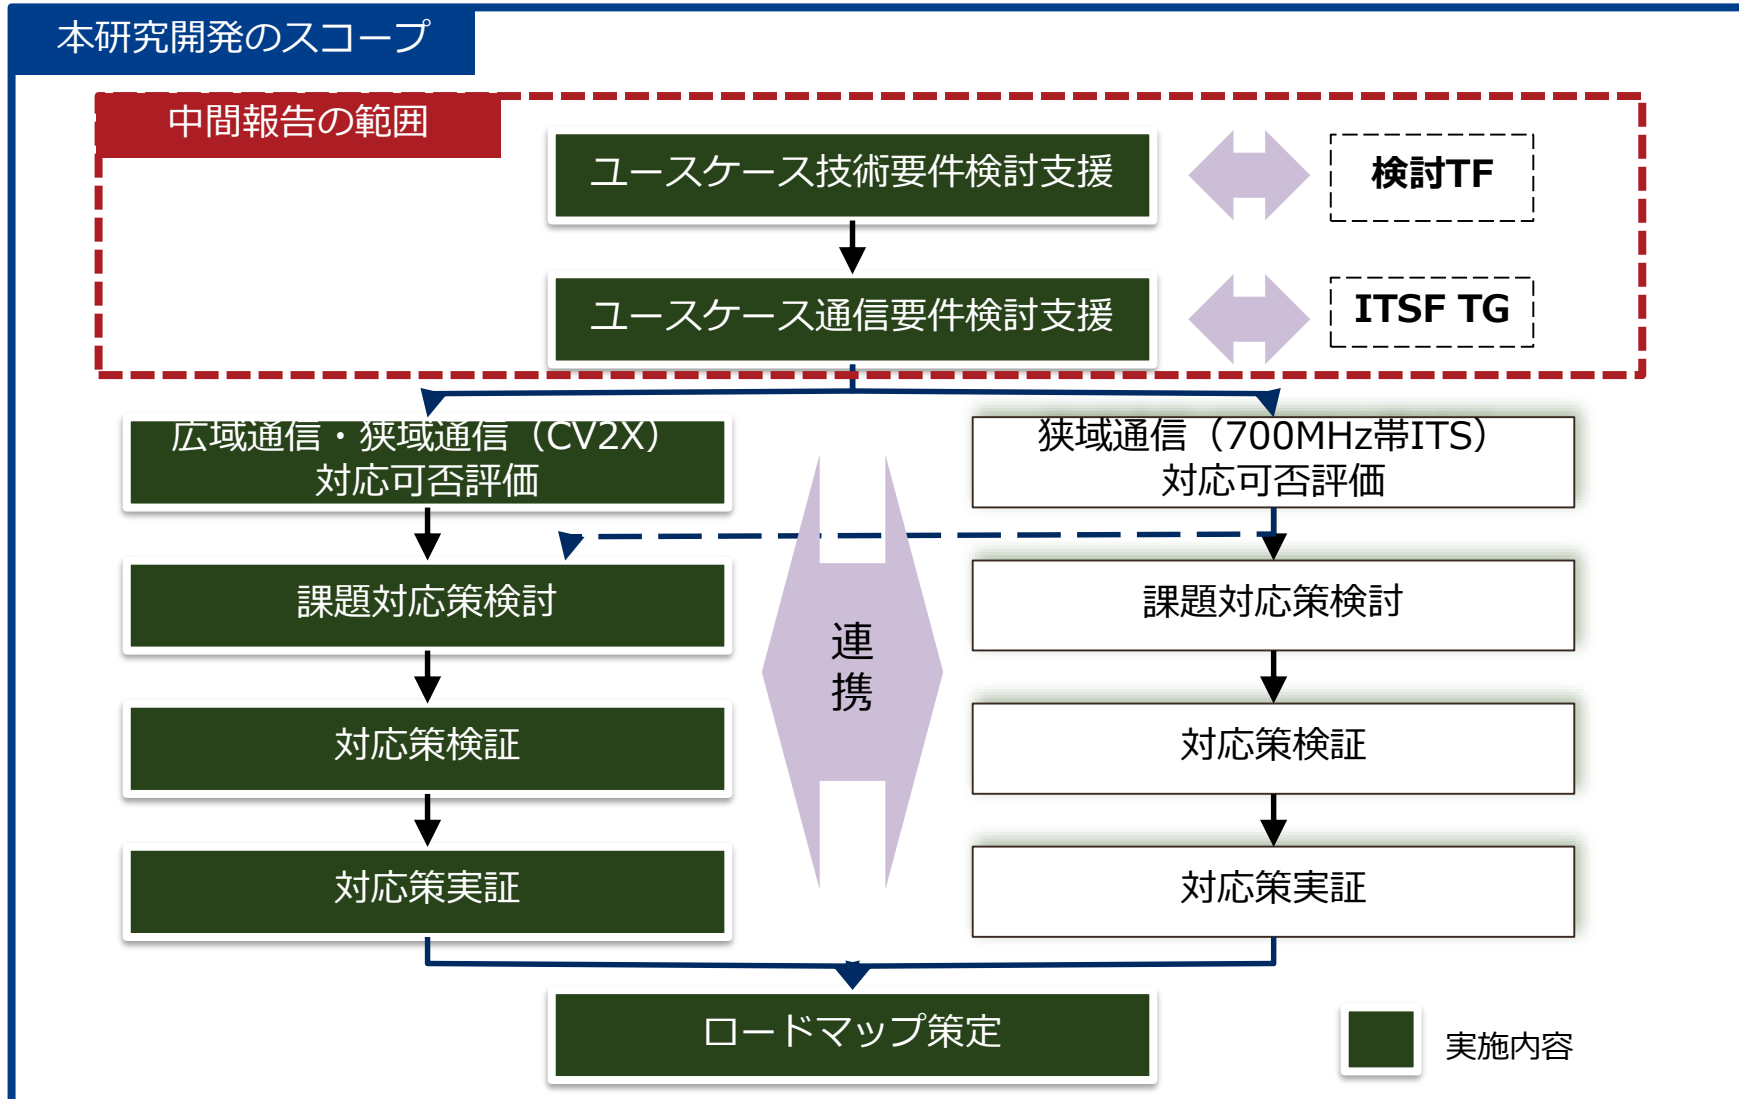 本研究開発のスコープ
中間報告の範囲
ユースケース技術要件検討支援
検討TF
ユースケース通信要件検討支援
ITSF TG
広域通信・狭域通信（CV2X）
対応可否評価
狭域通信（700MHz帯ITS）
対応可否評価
課題対応策検討
連
携
課題対応策検討
対応策検証
対応策検証
対応策実証
対応策実証
ロードマップ策定
実施内容